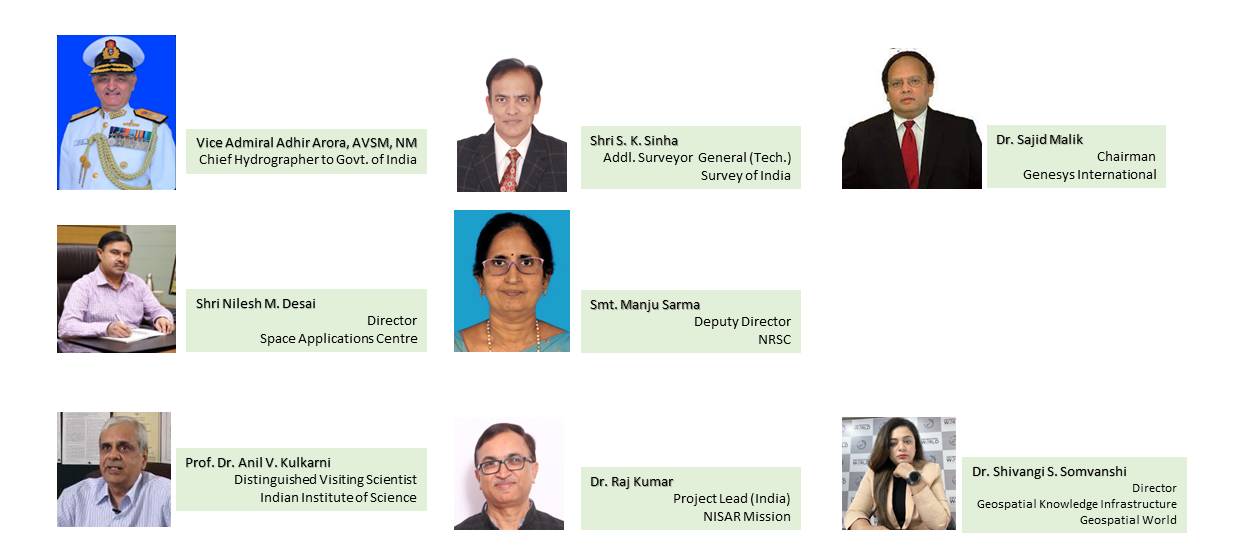 Vice Admiral Adhir Arora, AVSM, NM
Chief Hydrographer to Govt. of India
Shri S. K. Sinha
Addl. Surveyor General (Tech.)
Survey of India
Dr. Sajid Malik
Chairman
Genesys International
Shri Nilesh M. Desai
Director
Space Applications Centre
Smt. Manju Sarma
Deputy Director
NRSC
Prof. Dr. Anil V. Kulkarni
Distinguished Visiting Scientist
Indian Institute of Science
Dr. Raj Kumar
Project Lead (India)
NISAR Mission
Dr. Shivangi S. Somvanshi
Director
Geospatial Knowledge Infrastructure
Geospatial World